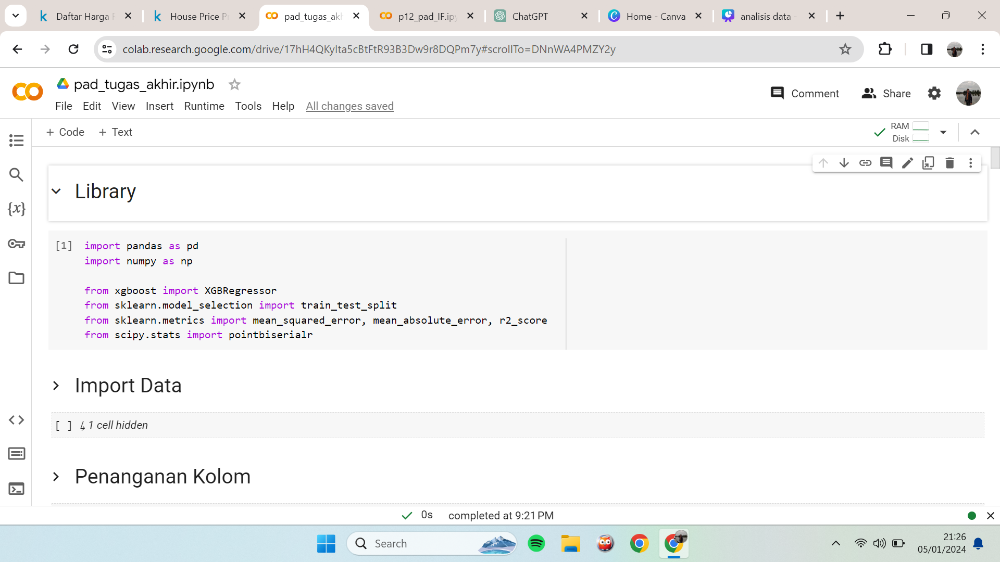 Daftar Harga
House Price P
pad_tugas_akh
p12_pad_IF.ipy
ChatGPT
Home - Canva
analisis data -
colab.research.google.com/drive/17hH4QKyIta5cBtFtR93B3Dw9r8DQPm7y#scrollTo=DNnWA4PMZY2y
pad_tugas_akhir.ipynb
Comment
Share
File Edit View Insert Runtime Tools Help All changes saved
+ Code + Text
RAM
Disk
Library
[1] import pandas as pd
import numpy as np
from xgboost import XGBRegressor
from sklearn.model_selection import train_test_split
from sklearn.metrics import mean_squared_error, mean_absolute_error, r2_score
from scipy.stats import pointbiserialr
Import Data
[ ] ↳ 1 cell hidden
Penanganan Kolom
0s completed at 9:21 PM
Search
21:26
05/01/2024